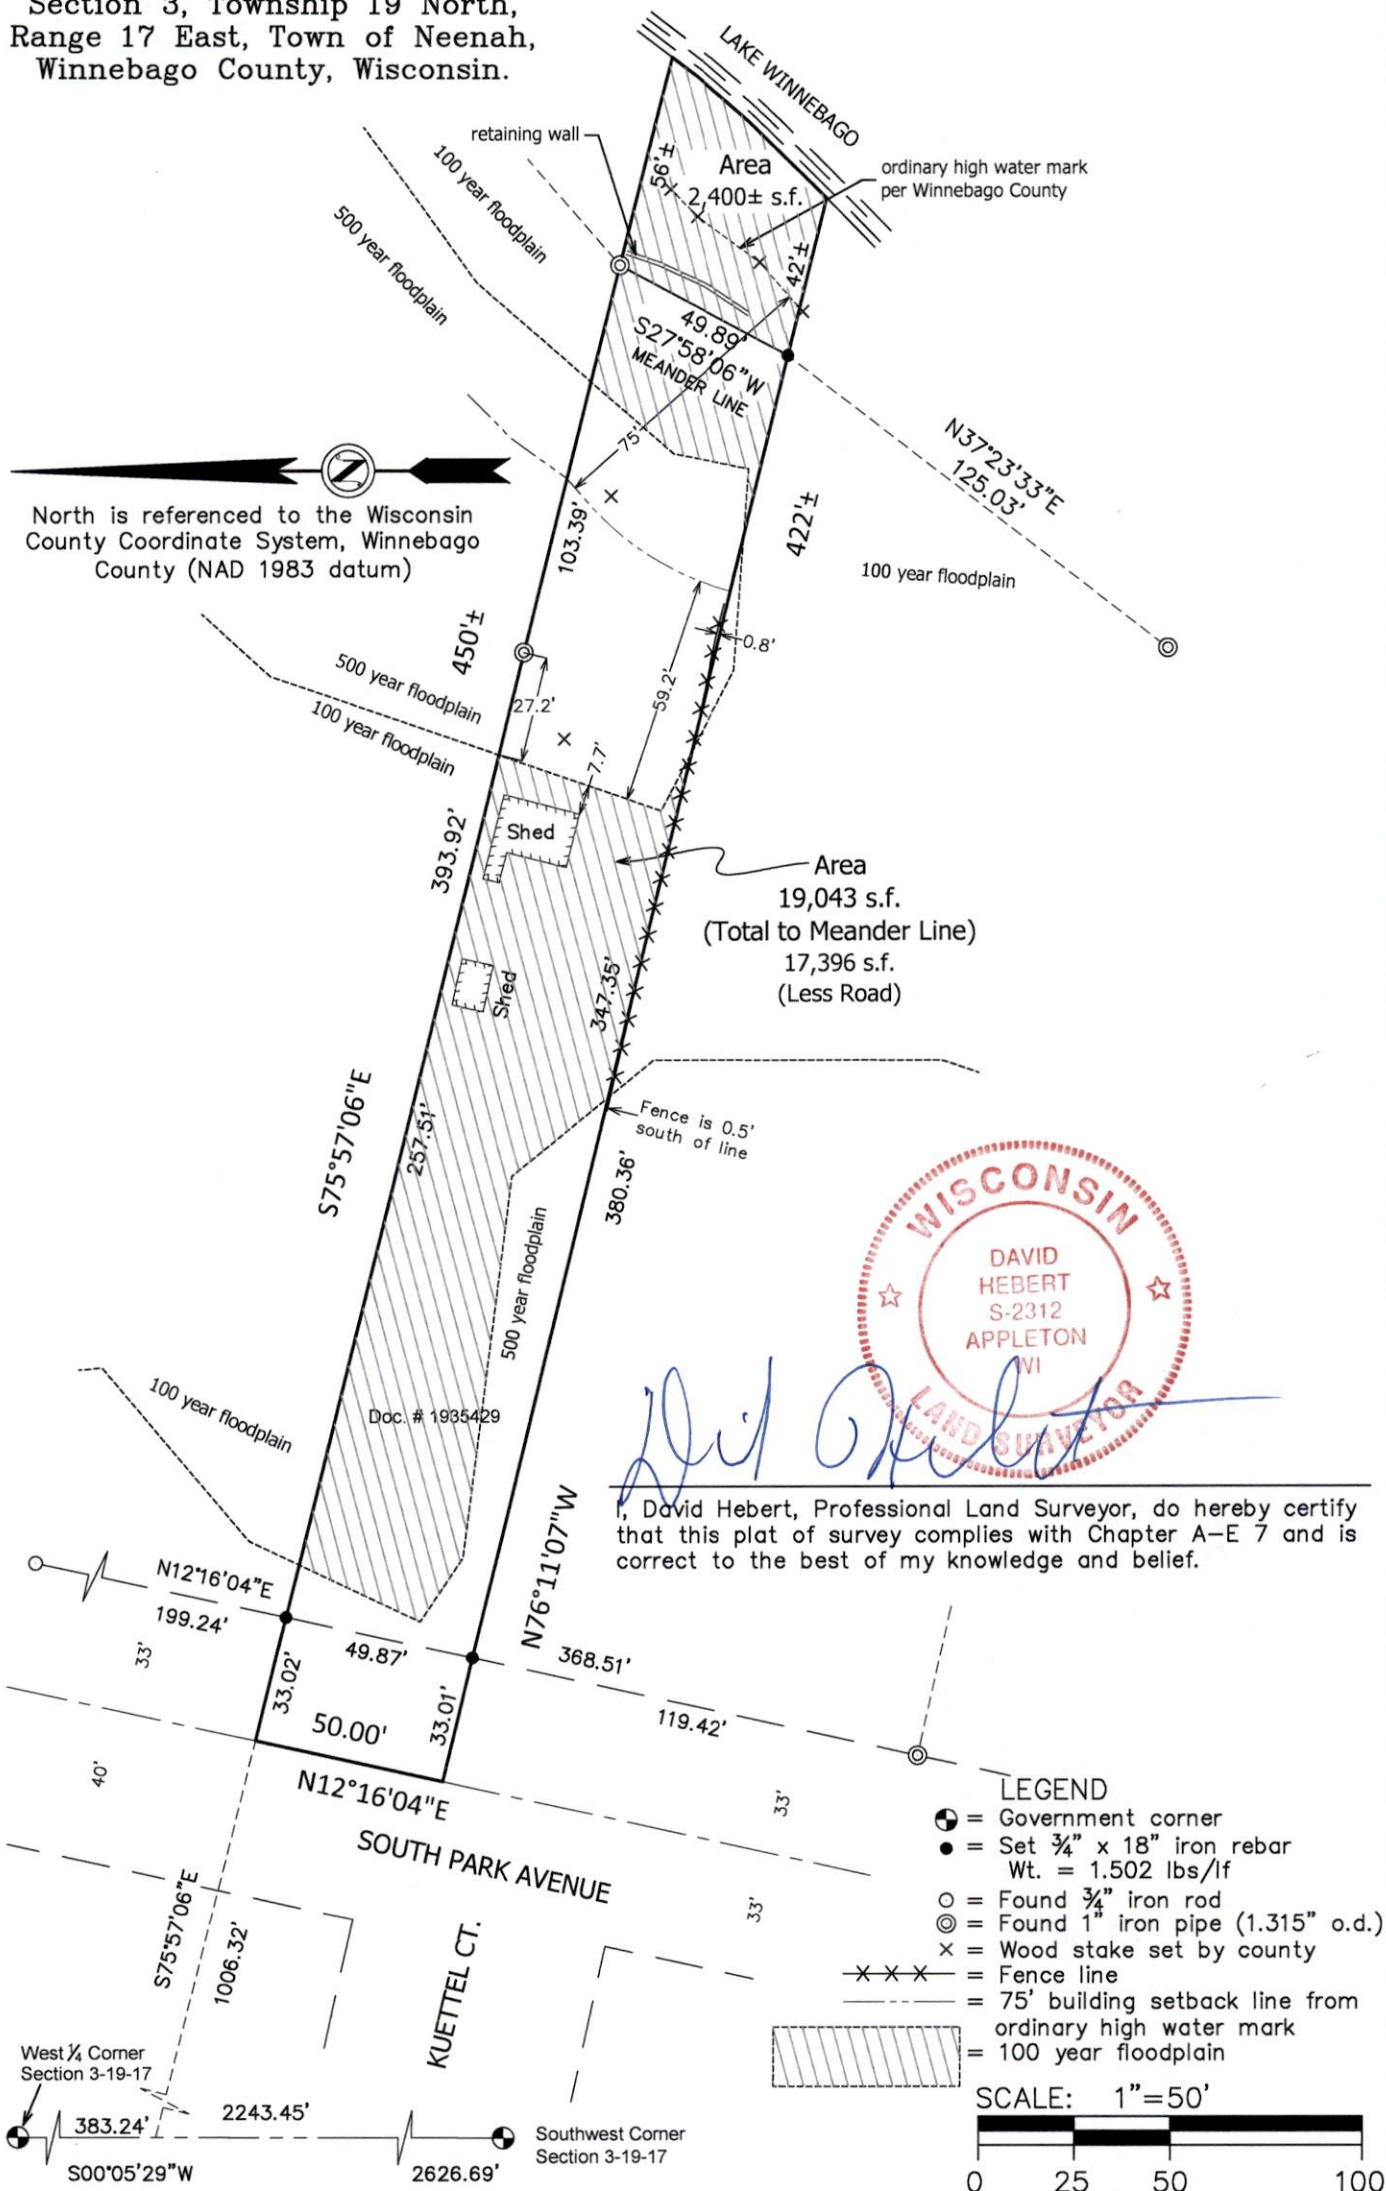 Section 3, Township 19 North,
Range 17 East, Town of Neenah,
Winnebago County, Wisconsin.
LAKE WINNEBAGO
retaining wall
100 year floodplain
500 year floodplain
56'±
Area
2,400± s.f.
ordinary high water mark
per Winnebago County
42'±
49.89'
S27°58'06"W
MEANDER LINE
75'
N37°23'33"E
125.03'
North is referenced to the Wisconsin
County Coordinate System, Winnebago
County (NAD 1983 datum)
103.39'
422'±
100 year floodplain
450'±
0.8'
500 year floodplain
100 year floodplain
27.2'
59.2'
7.7'
393.92'
Shed
Area
19,043 s.f.
(Total to Meander Line)
17,396 s.f.
(Less Road)
Shed
347.35'
S75°57'06"E
257.51'
Fence is 0.5'
south of line
380.36'
500 year floodplain
WISCONSIN
DAVID
HEBERT
S-2312
APPLETON
WI
LAND SURVEYOR
100 year floodplain
Doc. # 1935429
I, David Hebert, Professional Land Surveyor, do hereby certify
that this plat of survey complies with Chapter A-E 7 and is
correct to the best of my knowledge and belief.
N12°16'04"E
199.24'
N76°11'07"W
33'
49.87'
368.51'
33.02'
33.01'
50.00'
119.42'
40'
N12°16'04"E
33'
SOUTH PARK AVENUE
33'
S75°57'06"E
1006.32'
KUETTEL CT.
LEGEND
= Government corner
= Set ¾" x 18" iron rebar
Wt. = 1.502 lbs/lf
= Found ¾" iron rod
= Found 1" iron pipe (1.315" o.d.)
= Wood stake set by county
= Fence line
= 75' building setback line from
ordinary high water mark
= 100 year floodplain
West ¼ Corner
Section 3-19-17
383.24'
2243.45'
Southwest Corner
Section 3-19-17
S00°05'29"W
2626.69'
SCALE: 1"=50'
0 25 50 100